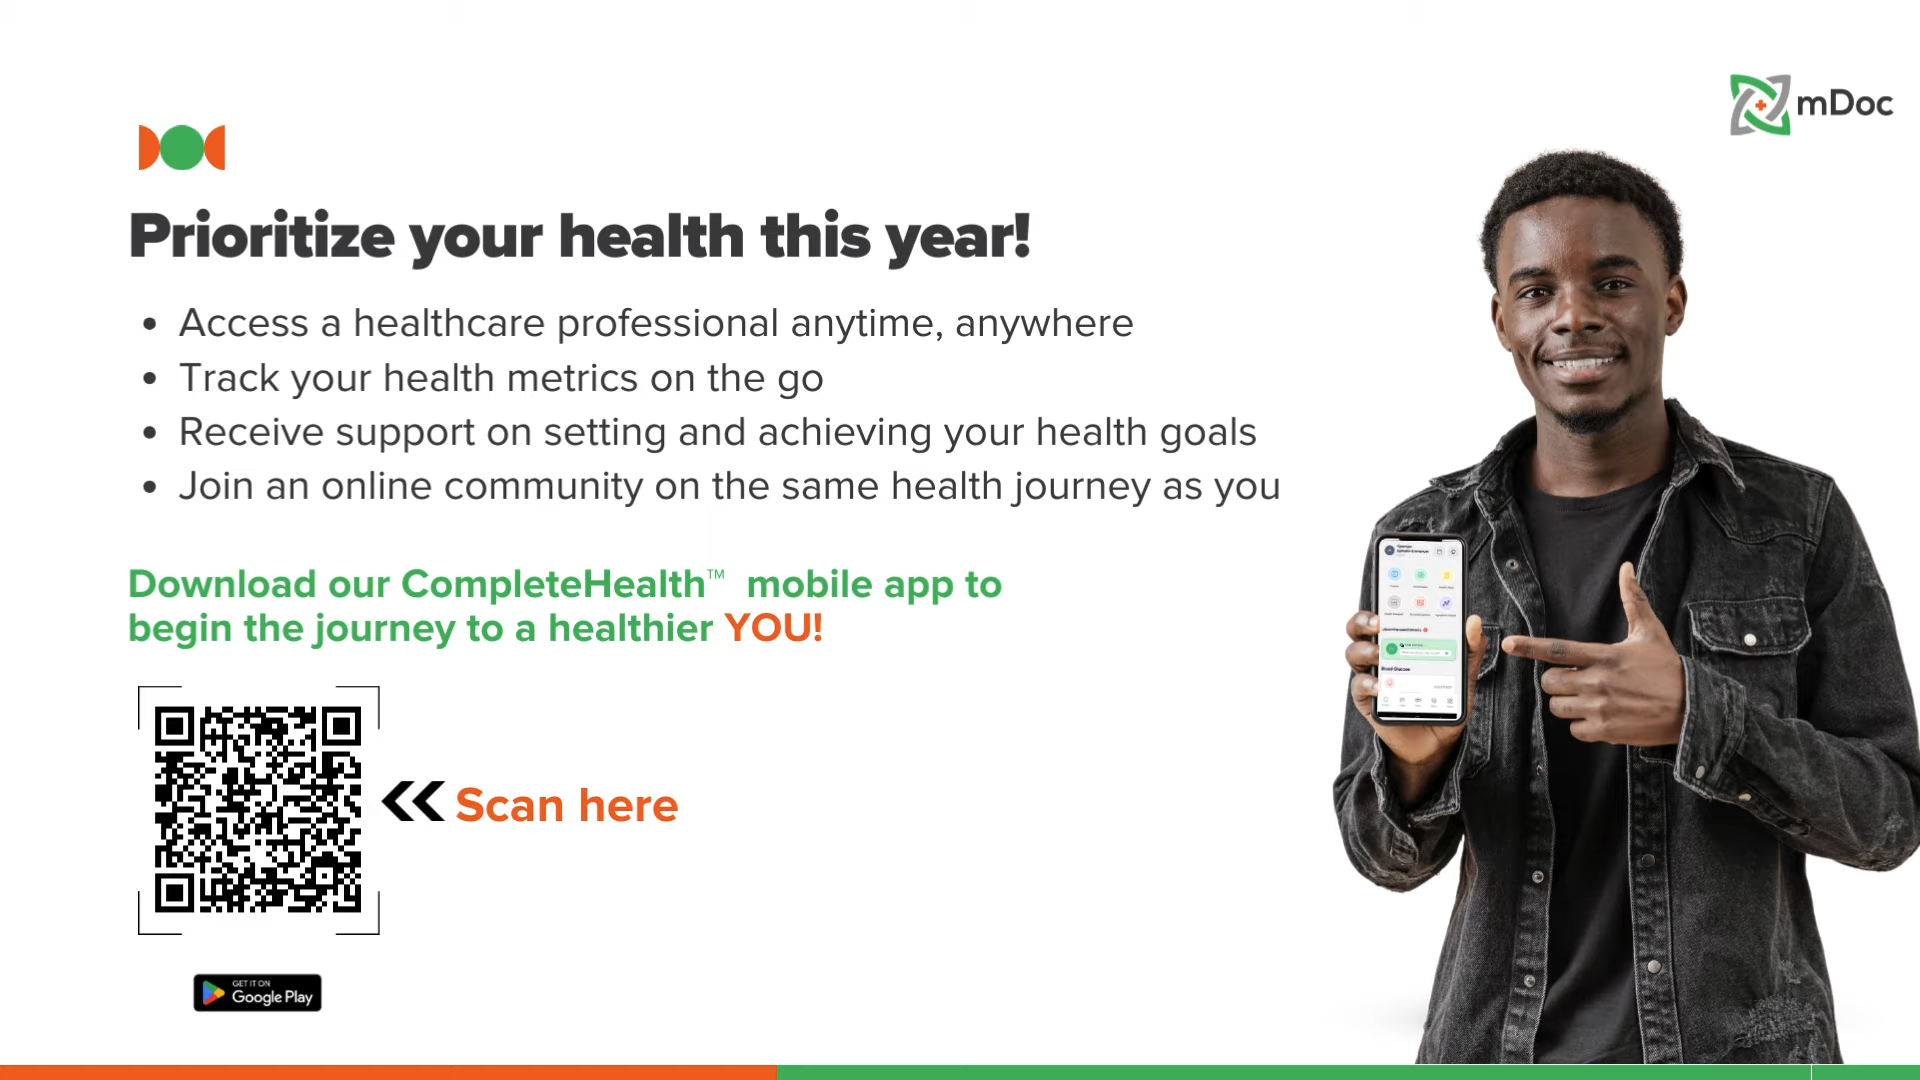 mDoc
Prioritize your health this year!
• Access a healthcare professional anytime, anywhere
• Track your health metrics on the go
• Receive support on setting and achieving your health goals
• Join an online community on the same health journey as you
Download our CompleteHealth™ mobile app to
begin the journey to a healthier YOU!
Scan here
GET IT ON
Google Play
Blood Glucose